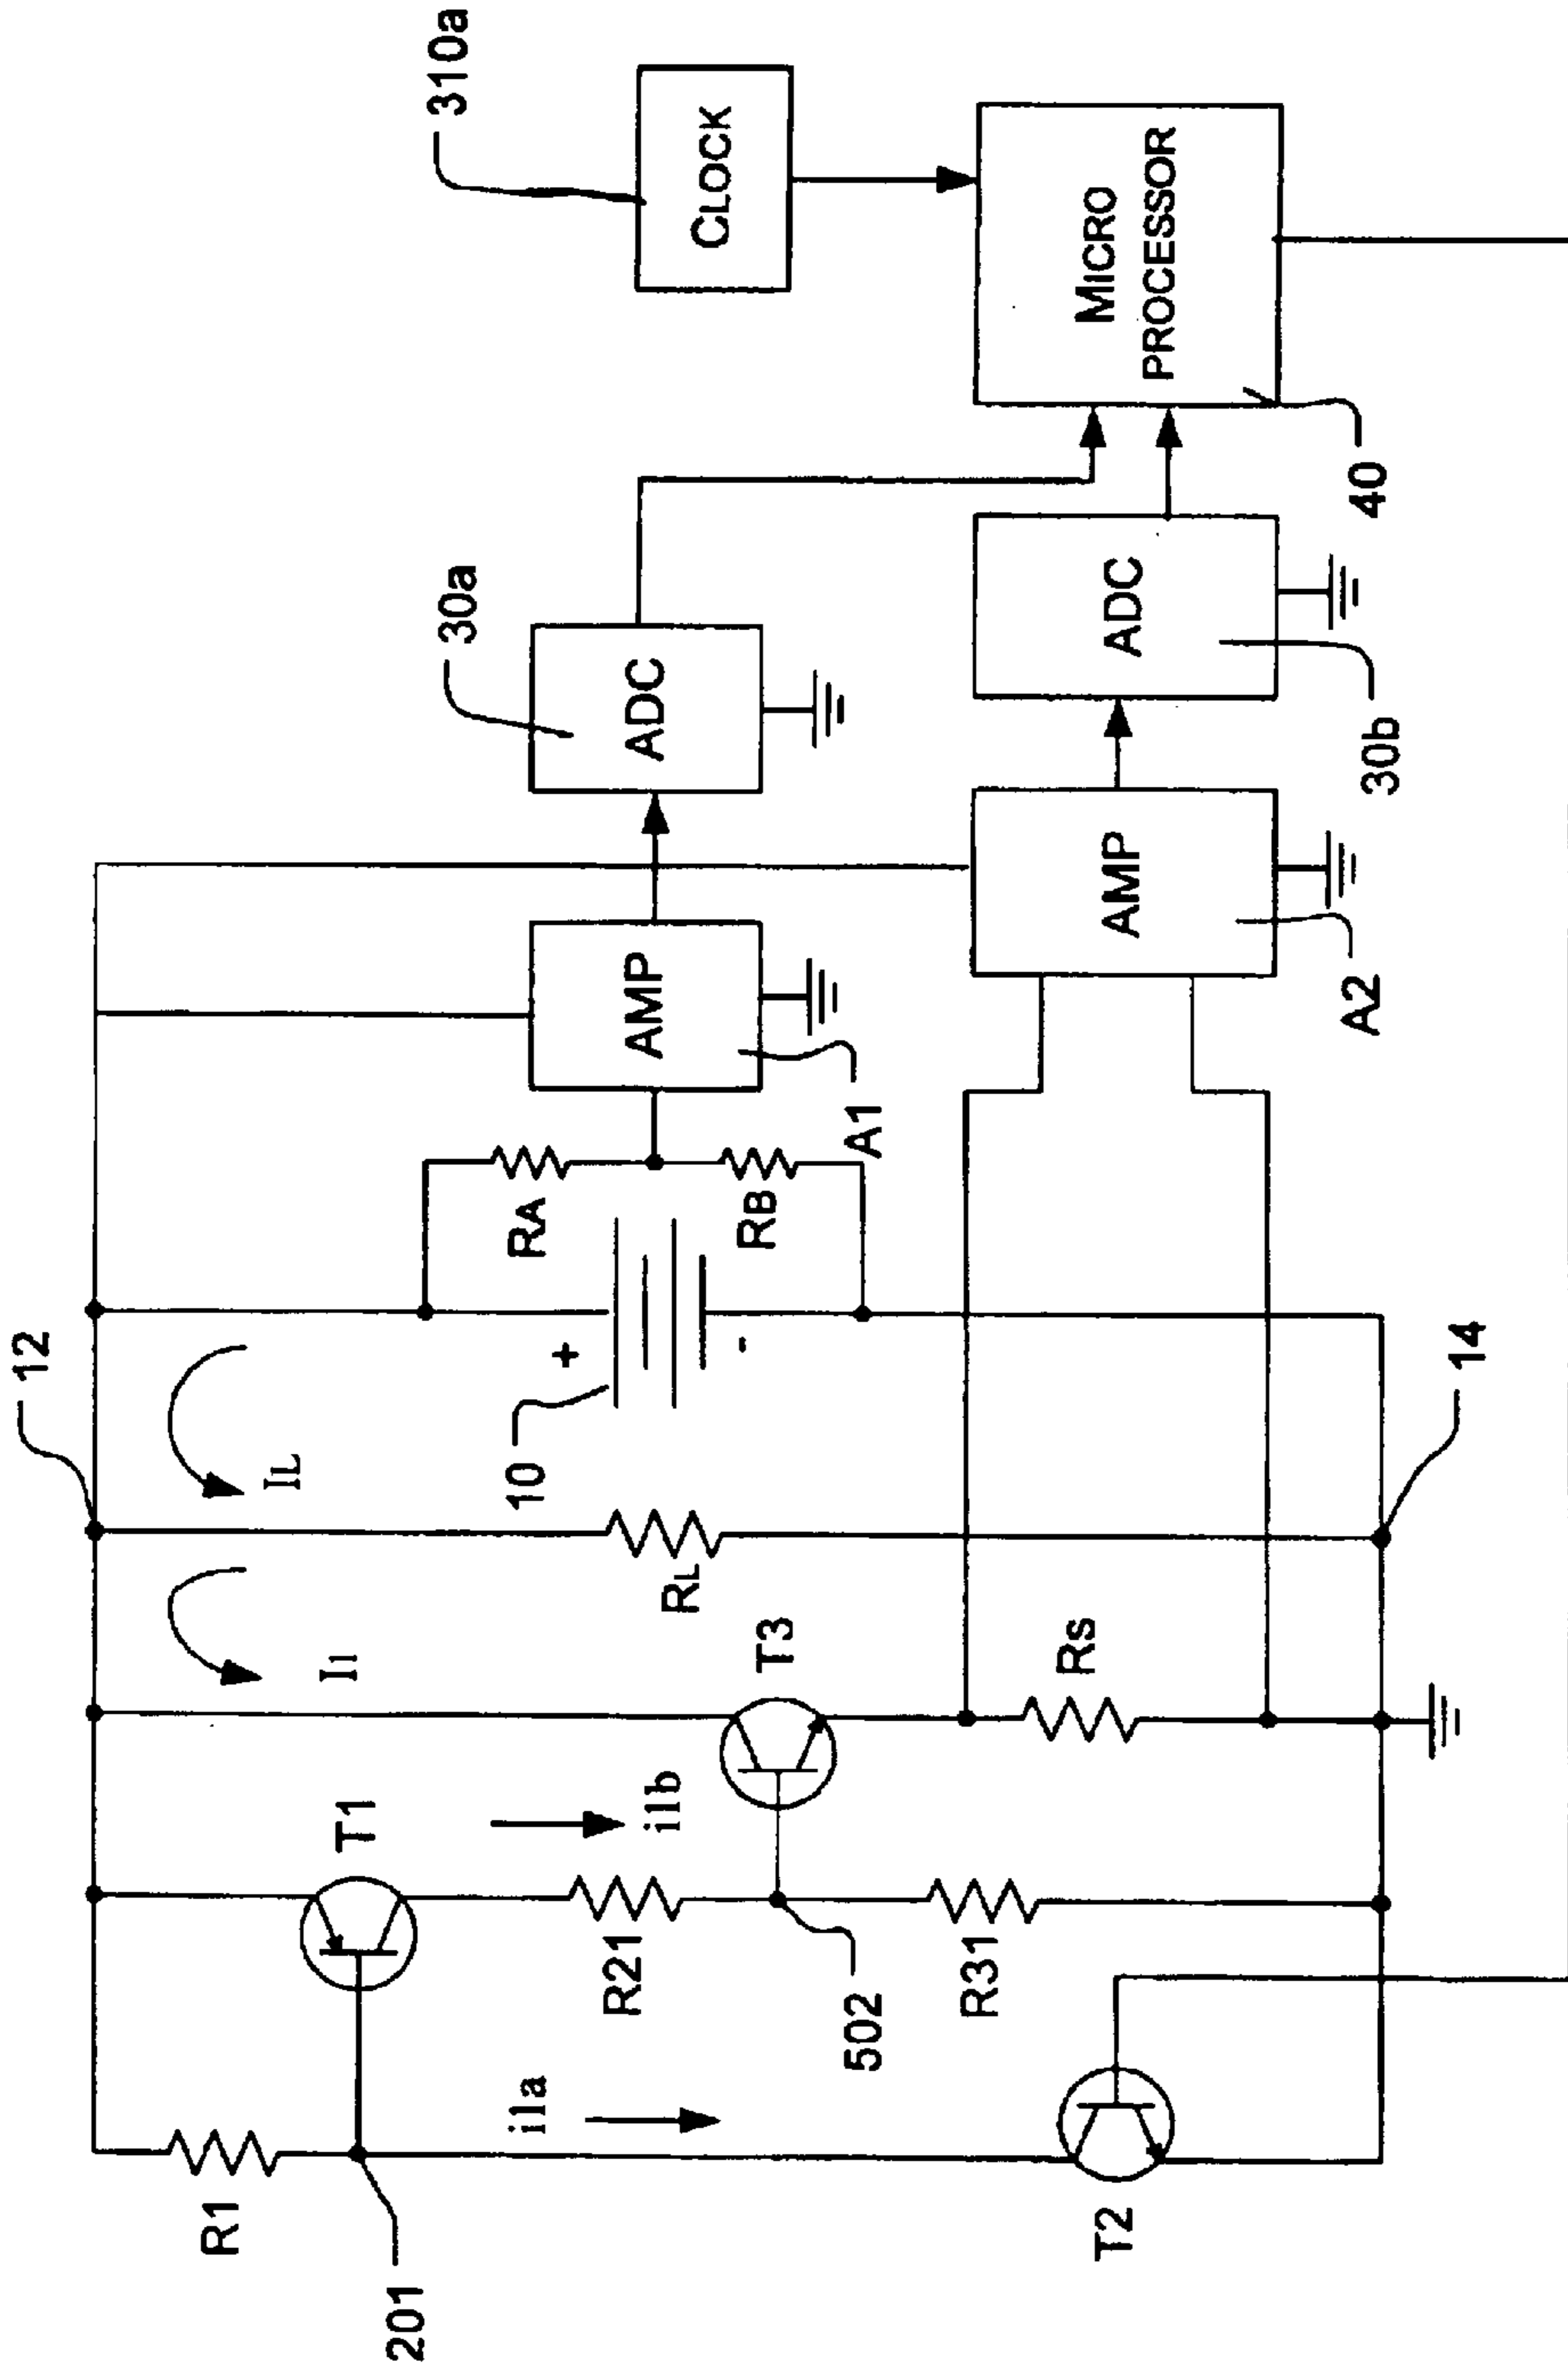 12
R1
T1
IL
I1
201
i1a
i1b
R21
T3
RL
10
+
-
RA
RB
AMP
A1
30a
ADC
310a
CLOCK
502
R31
RS
T2
14
AMP
A2
ADC
30b
MICRO
PROCESSOR
40